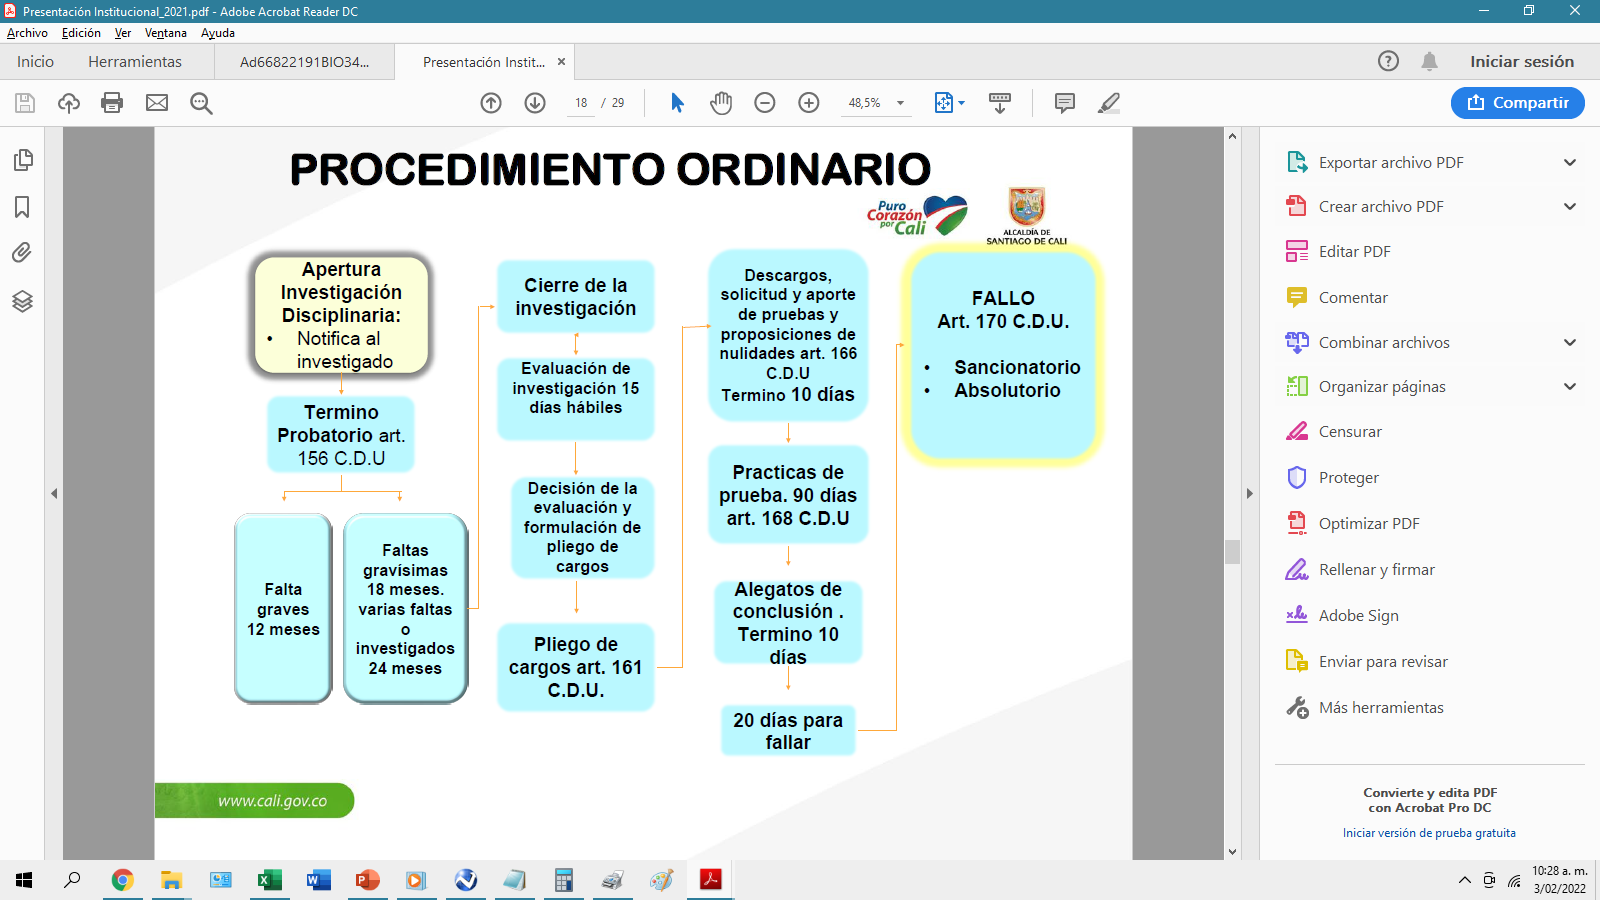 Presentación Institucional_2021.pdf - Adobe Acrobat Reader DC
Archivo Edición Ver Ventana Ayuda
Inicio Herramientas Ad66822191BIO34... Presentación Instit... × Iniciar sesión
18 / 29 48,5% Compartir
PROCEDIMIENTO ORDINARIO
Puro
Corazón
por Cali
ALCALDÍA DE
SANTIAGO DE CALI
Apertura
Investigación
Disciplinaria:
• Notifica al
investigado
Termino
Probatorio art.
156 C.D.U
Falta
graves
12 meses
Faltas
gravísimas
18 meses.
varias faltas
o
investigados
24 meses
Cierre de la
investigación
Evaluación de
investigación 15
días hábiles
Decisión de la
evaluación y
formulación de
pliego de
cargos
Pliego de
cargos art. 161
C.D.U.
Descargos,
solicitud y aporte
de pruebas y
proposiciones de
nulidades art. 166
C.D.U
Termino 10 días
Practicas de
prueba. 90 días
art. 168 C.D.U
Alegatos de
conclusión .
Termino 10
días
20 días para
fallar
FALLO
Art. 170 C.D.U.
• Sancionatorio
• Absolutorio
www.cali.gov.co
Exportar archivo PDF
Crear archivo PDF
Editar PDF
Comentar
Combinar archivos
Organizar páginas
Censurar
Proteger
Optimizar PDF
Rellenar y firmar
Adobe Sign
Enviar para revisar
Más herramientas
Convierte y edita PDF
con Acrobat Pro DC
Iniciar versión de prueba gratuita
10:28 a. m.
3/02/2022